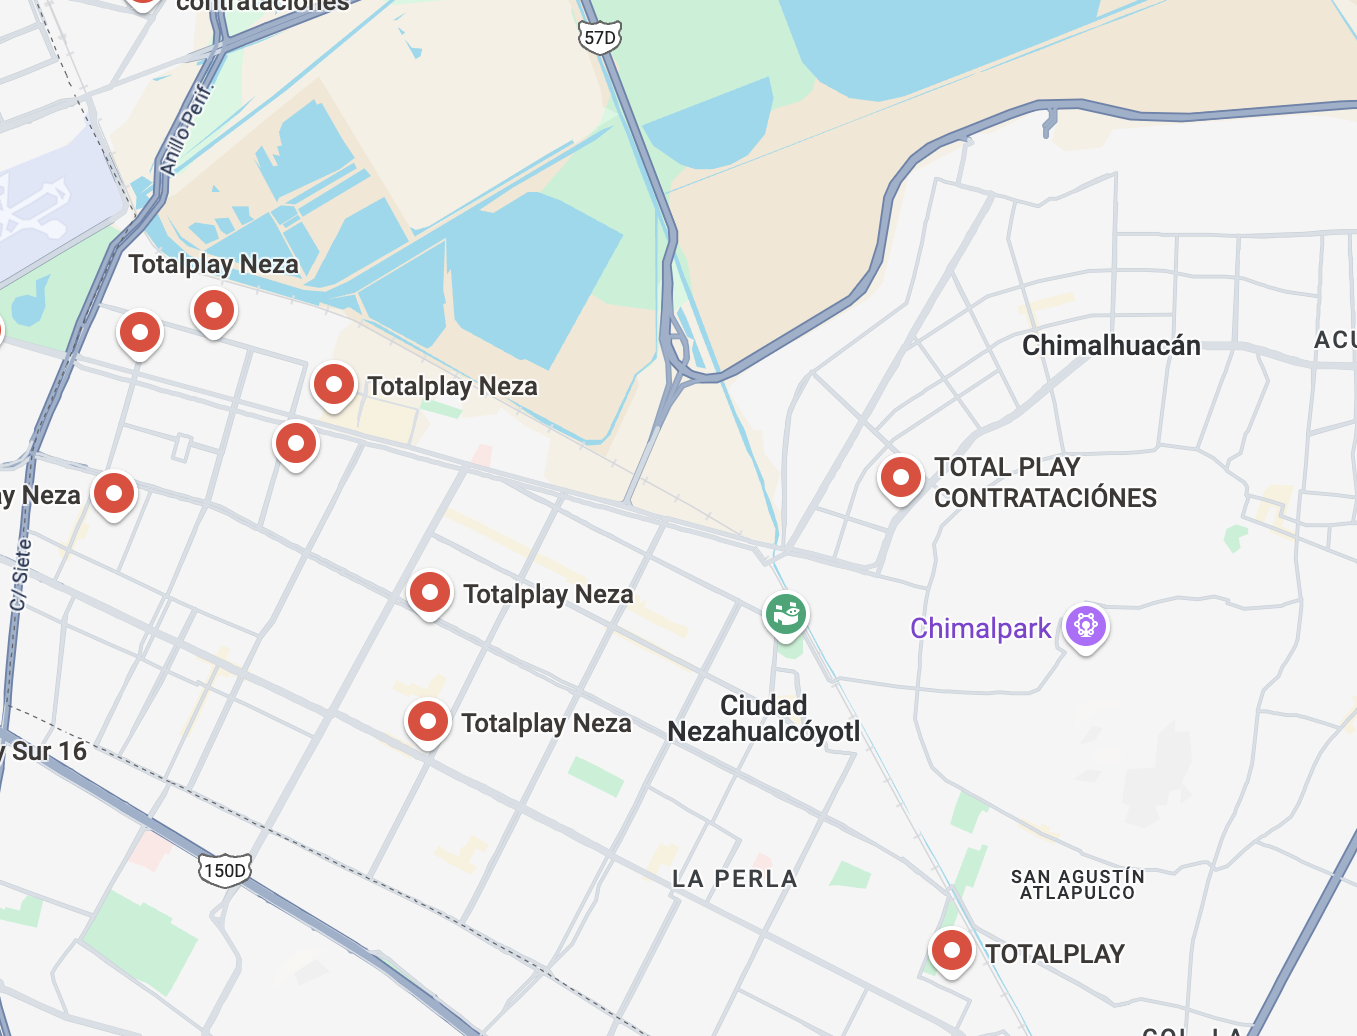 contrataciones
57D
Anillo Perif.
Totalplay Neza
Chimalhuacán
Totalplay Neza
TOTAL PLAY
CONTRATACIÓNES
Neza
C/ Siete
Totalplay Neza
Chimalpark
Ciudad
Nezahualcóyotl
Totalplay Neza
Sur 16
150D
LA PERLA
SAN AGUSTÍN
ATLAPULCO
TOTALPLAY